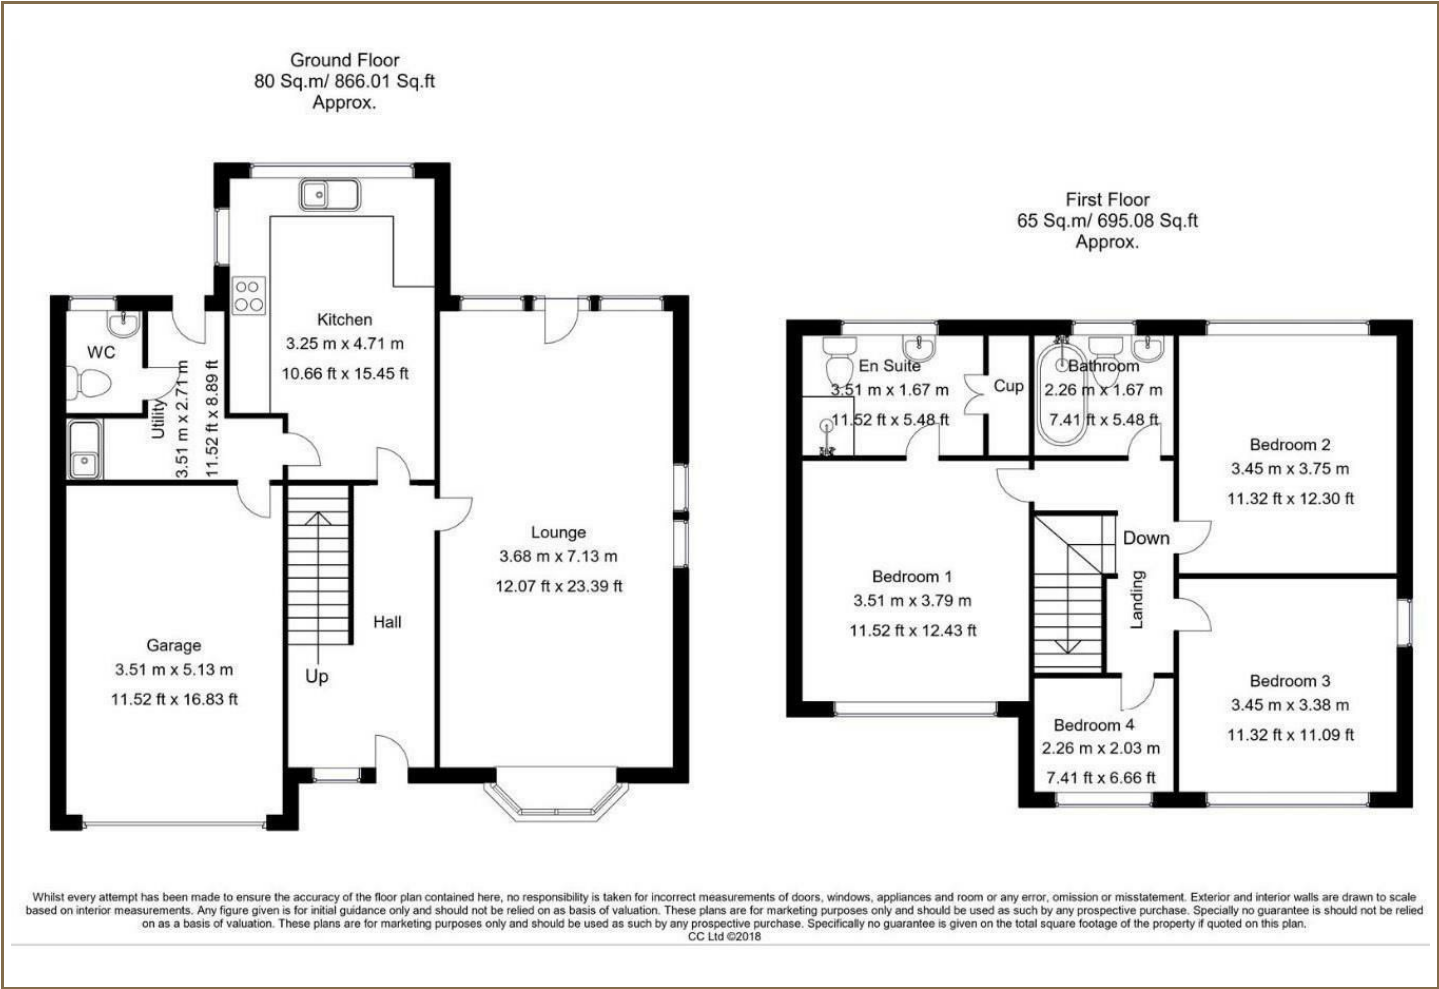 Ground Floor
80 Sq.m/ 866.01 Sq.ft
Approx.
First Floor
65 Sq.m/ 695.08 Sq.ft
Approx.
Kitchen
3.25 m x 4.71 m
10.66 ft x 15.45 ft
WC
Utility
3.51 m x 2.71 m
11.52 ft x 8.89 ft
Lounge
3.68 m x 7.13 m
12.07 ft x 23.39 ft
Hall
Up
Garage
3.51 m x 5.13 m
11.52 ft x 16.83 ft
En Suite
3.51 m x 1.67 m
11.52 ft x 5.48 ft
Cup
Bathroom
2.26 m x 1.67 m
7.41 ft x 5.48 ft
Bedroom 2
3.45 m x 3.75 m
11.32 ft x 12.30 ft
Down
Landing
Bedroom 1
3.51 m x 3.79 m
11.52 ft x 12.43 ft
Bedroom 3
3.45 m x 3.38 m
11.32 ft x 11.09 ft
Bedroom 4
2.26 m x 2.03 m
7.41 ft x 6.66 ft
Whilst every attempt has been made to ensure the accuracy of the floor plan contained here, no responsibility is taken for incorrect measurements of doors, windows, appliances and room or any error, omission or misstatement. Exterior and interior walls are drawn to scale
based on interior measurements. Any figure given is for initial guidance only and should not be relied on as basis of valuation. These plans are for marketing purposes only and should be used as such by any prospective purchase. Specially no guarantee is should not be relied
on as a basis of valuation. These plans are for marketing purposes only and should be used as such by any prospective purchase. Specifically no guarantee is given on the total square footage of the property if quoted on this plan.
CC Ltd ©2018